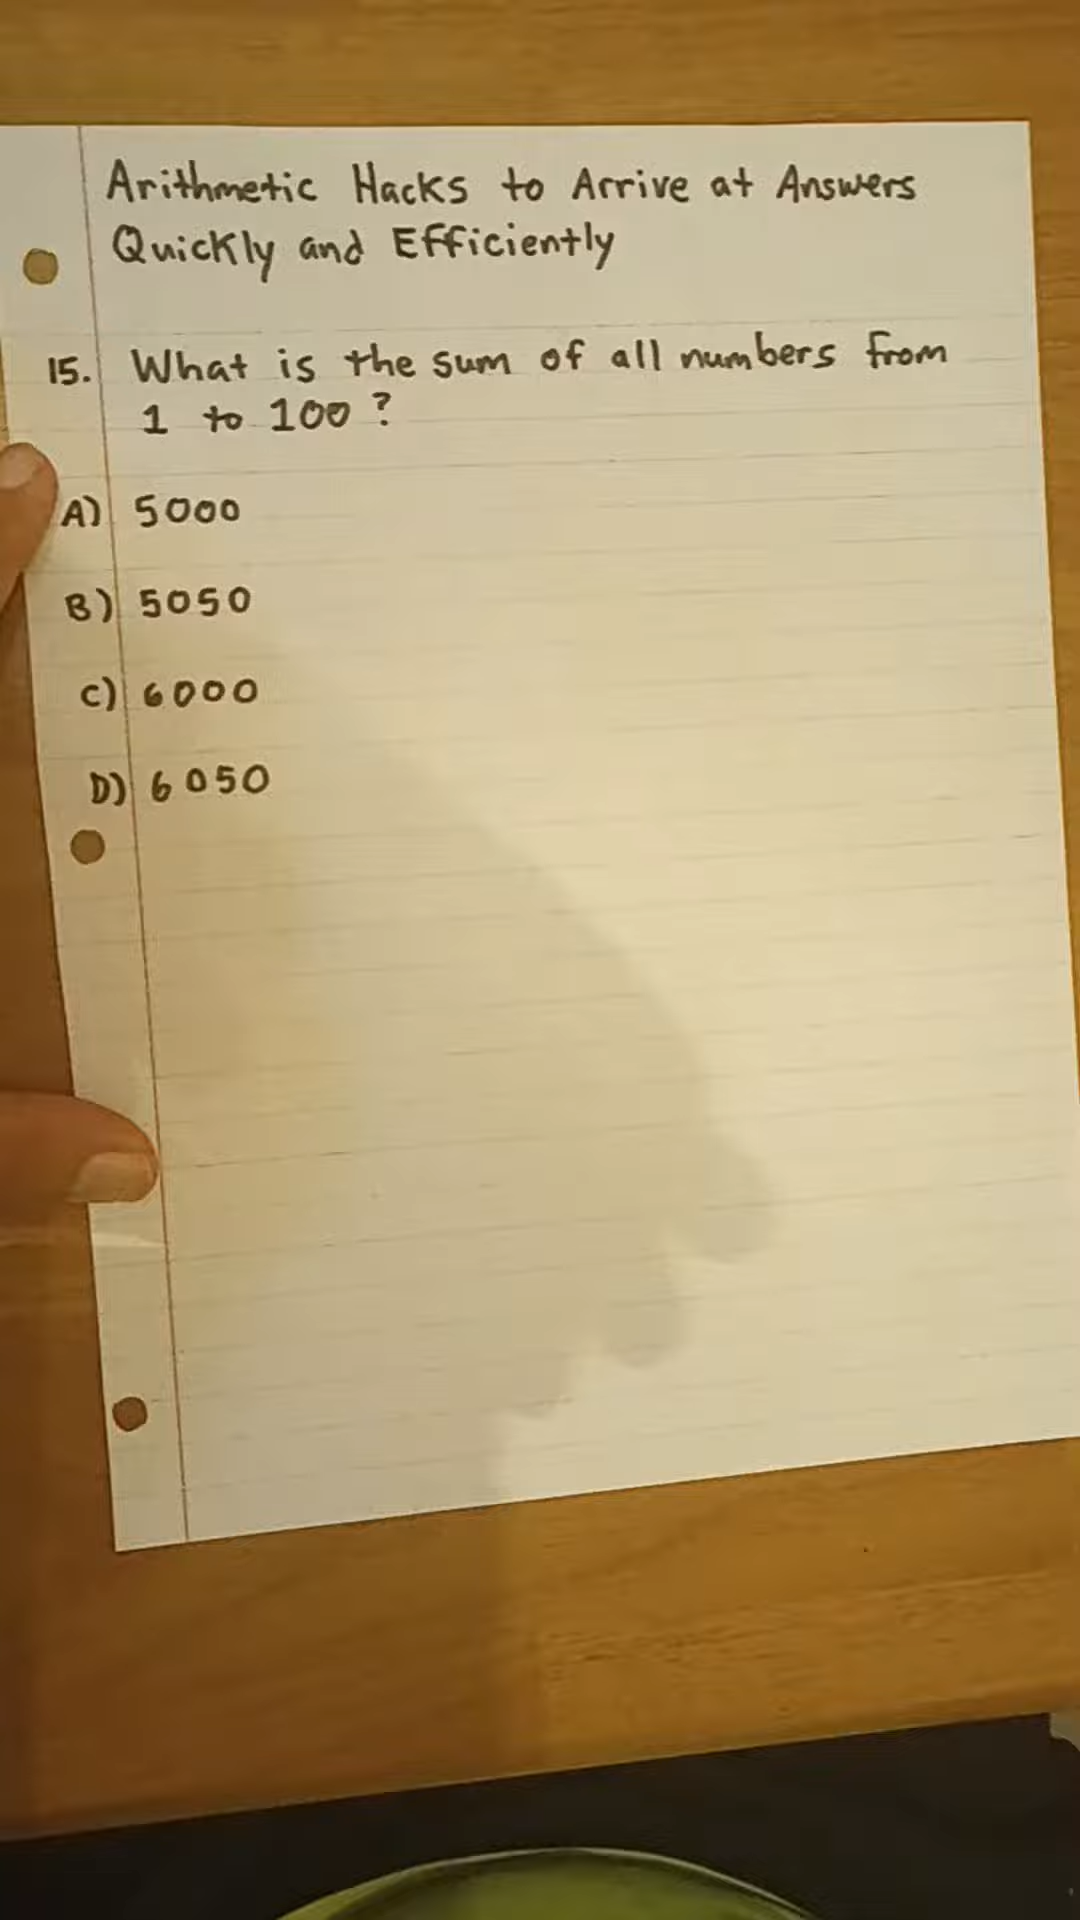 Arithmetic Hacks to Arrive at Answers
Quickly and Efficiently
15. What is the sum of all numbers from
1 to 100 ?
A) 5000
B) 5050
C) 6000
D) 6050